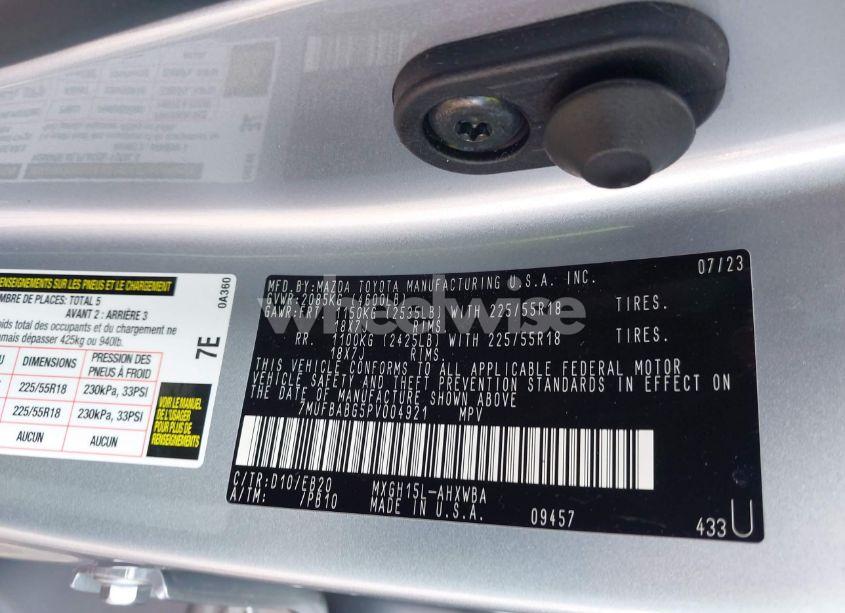 RENSEIGNEMENTS SUR LES PNEUS ET LE CHARGEMENT
NOMBRE DE PLACES: TOTAL 5
AVANT 2 : ARRIÈRE 3
poids total des occupants et du chargement ne
jamais dépasser 425kg ou 940lb.
0A360
7E
DIMENSIONS PRESSION DES PNEUS À FROID
225/55R18 230kPa, 33PSI
225/55R18 230kPa, 33PSI
AUCUN AUCUN
VOIR LE MANUEL
DE L'USAGER
POUR PLUS DE
RENSEIGNEMENTS
MFD. BY: MAZDA TOYOTA MANUFACTURING U.S.A. INC. 07/23
GVWR: 2085KG (4600LB)
GAWR: FRT. 1150KG (2535LB) WITH 225/55R18 TIRES.
18X7J RIMS.
RR. 1100KG (2425LB) WITH 225/55R18 TIRES.
18X7J RIMS.
THIS VEHICLE CONFORMS TO ALL APPLICABLE FEDERAL MOTOR
VEHICLE SAFETY AND THEFT PREVENTION STANDARDS IN EFFECT ON
THE DATE OF MANUFACTURE SHOWN ABOVE
7MUFBABG5PV004921 MPV
C/TR: D10/EB20 MXGH15L-AHXWBA
A/TM: /PB10 MADE IN U.S.A. 09457
433 U
wheelwise